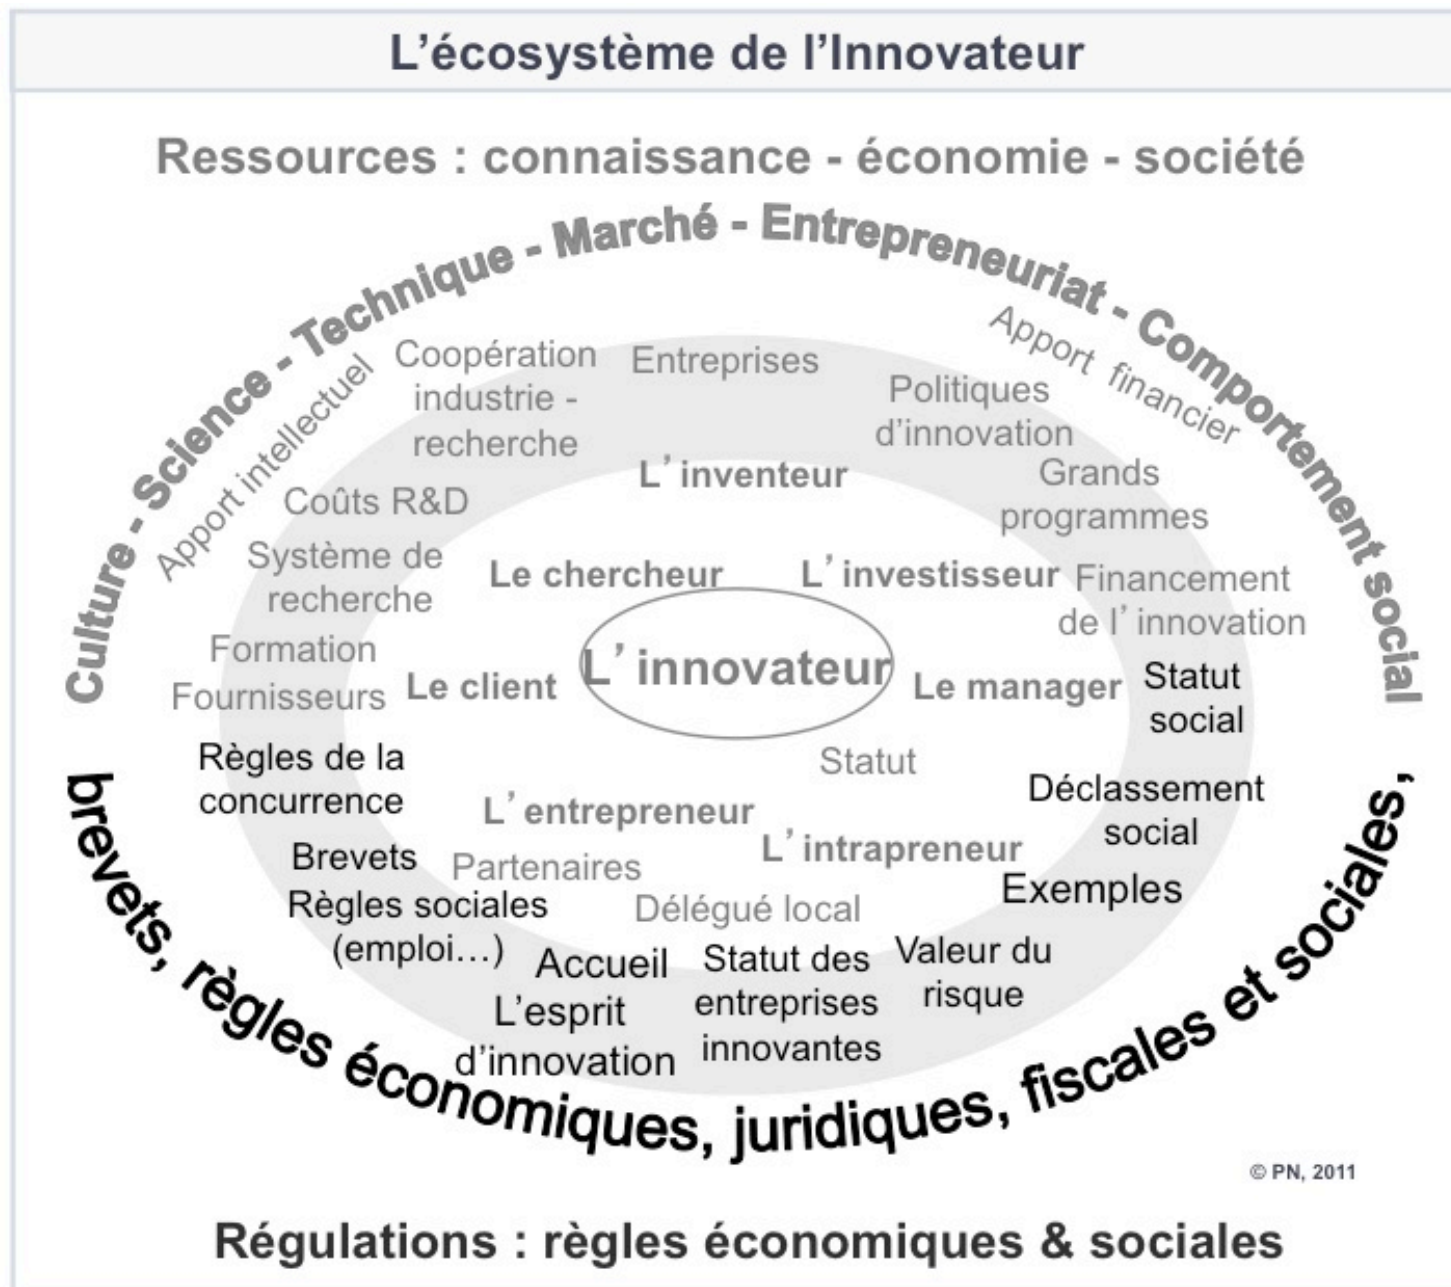 L'écosystème de l'Innovateur
Ressources : connaissance - économie - société
Culture - Science - Technique - Marché - Entrepreneuriat - Comportement social
Apport intellectuel
Apport financier
Coopération
industrie -
recherche
Entreprises
Politiques
d'innovation
L' inventeur
Grands
programmes
Coûts R&D
Système de
recherche
Le chercheur
L' investisseur
Financement
de l' innovation
Formation
Fournisseurs
Le client
L' innovateur
Le manager
Statut
social
Règles de la
concurrence
Statut
Déclassement
social
L' entrepreneur
L' intrapreneur
Brevets
Partenaires
Exemples
Règles sociales
(emploi…)
Délégué local
Accueil
L'esprit
d'innovation
Statut des
entreprises
innovantes
Valeur du
risque
brevets, règles économiques, juridiques, fiscales et sociales,
© PN, 2011
Régulations : règles économiques & sociales